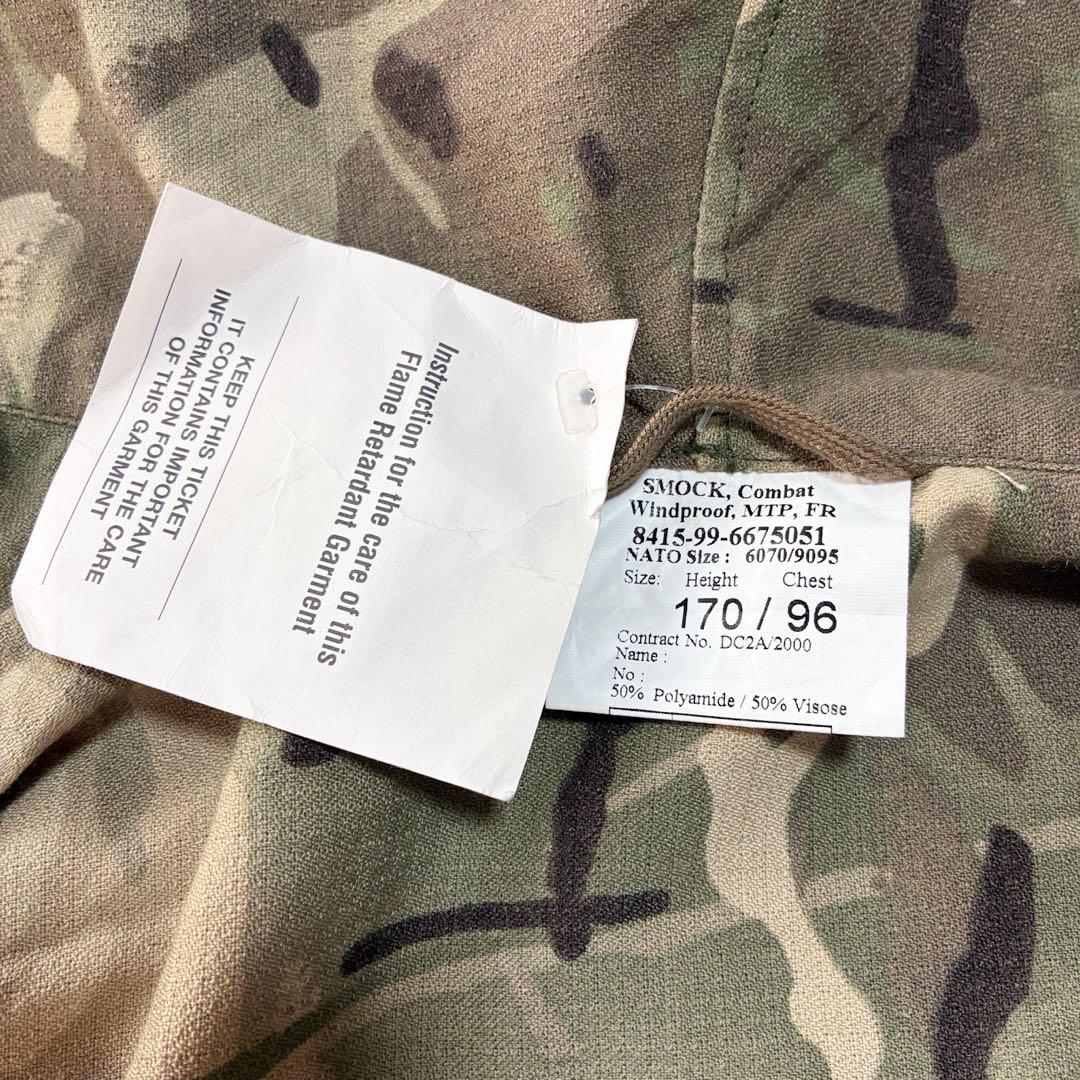 Instruction for the care of this
Flame Retardant Garment
KEEP THIS TICKET
IT CONTAINS IMPORTANT
INFORMATION FOR THE CARE
OF THIS GARMENT
SMOCK, Combat
Windproof, MTP, FR
8415-99-6675051
NATO Size : 6070/9095
Size: Height Chest
170 / 96
Contract No. DC2A/2000
Name :
No :
50% Polyamide / 50% Visose